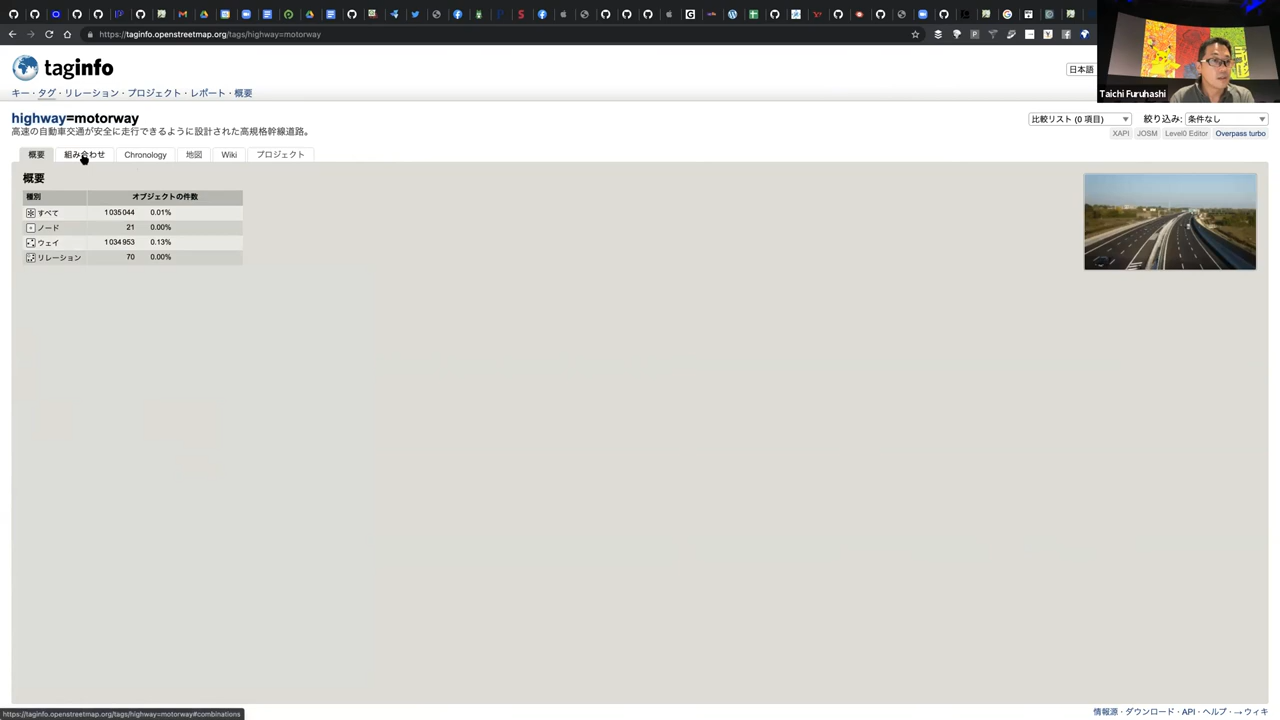 https://taginfo.openstreetmap.org/tags/highway=motorway
taginfo
日本語
Taichi Furuhashi
キー · タグ · リレーション · プロジェクト · レポート · 概要
highway=motorway
高速の自動車交通が安全に走行できるように設計された高規格幹線道路。
比較リスト (0 項目)
絞り込み: 条件なし
XAPI JOSM Level0 Editor Overpass turbo
概要 組み合わせ Chronology 地図 Wiki プロジェクト
概要
種別 オブジェクトの件数
すべて 1 035 044 0.01%
ノード 21 0.00%
ウェイ 1 034 953 0.13%
リレーション 70 0.00%
https://taginfo.openstreetmap.org/tags/highway=motorway#combinations
情報源 · ダウンロード · API · ヘルプ · → ウィキ